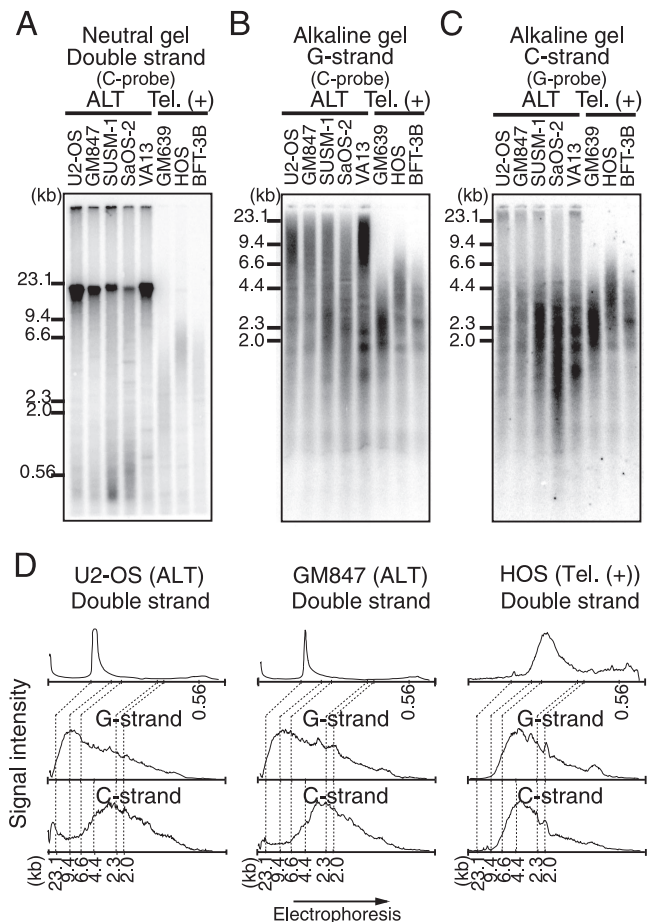 A
Neutral gel
Double strand
(C-probe)
ALT Tel. (+)
U2-OS
GM847
SUSM-1
SaOS-2
VA13
GM639
HOS
BFT-3B
(kb)
23.1
9.4
6.6
2.3
2.0
0.56
B
Alkaline gel
G-strand
(C-probe)
ALT Tel. (+)
U2-OS
GM847
SUSM-1
SaOS-2
VA13
GM639
HOS
BFT-3B
(kb)
23.1
9.4
6.6
4.4
2.3
2.0
C
Alkaline gel
C-strand
(G-probe)
ALT Tel. (+)
U2-OS
GM847
SUSM-1
SaOS-2
VA13
GM639
HOS
BFT-3B
(kb)
23.1
9.4
6.6
4.4
2.3
2.0
D
Signal intensity
U2-OS (ALT)
Double strand
0.56
G-strand
C-strand
(kb)
23.1
9.4
6.6
4.4
2.3
2.0
GM847 (ALT)
Double strand
0.56
G-strand
C-strand
(kb)
23.1
9.4
6.6
4.4
2.3
2.0
HOS (Tel. (+))
Double strand
0.56
G-strand
C-strand
(kb)
23.1
9.4
6.6
4.4
2.3
2.0
Electrophoresis